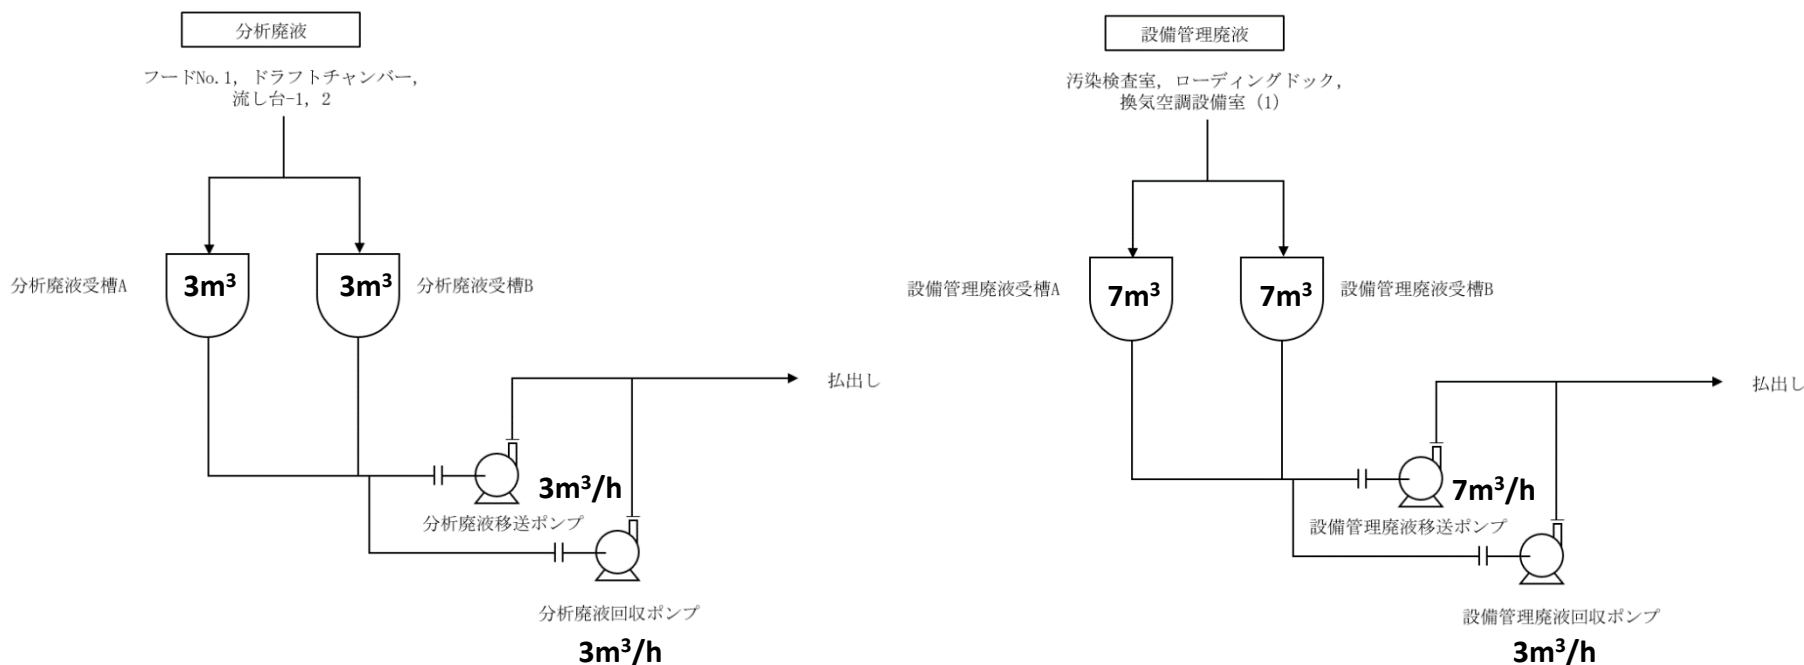 分析廃液
フードNo.1, ドラフトチャンバー,
流し台-1, 2
分析廃液受槽A
3m³
3m³
分析廃液受槽B
払出し
3m³/h
分析廃液移送ポンプ
分析廃液回収ポンプ
3m³/h
設備管理廃液
汚染検査室, ローディングドック,
換気空調設備室 (1)
設備管理廃液受槽A
7m³
7m³
設備管理廃液受槽B
払出し
7m³/h
設備管理廃液移送ポンプ
設備管理廃液回収ポンプ
3m³/h